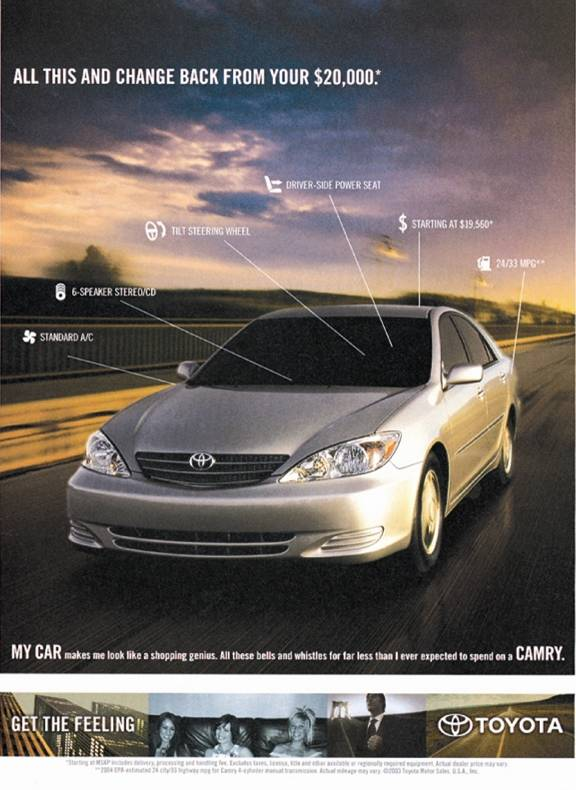 ALL THIS AND CHANGE BACK FROM YOUR $20,000.*
DRIVER-SIDE POWER SEAT
TILT STEERING WHEEL
$ STARTING AT $19,560*
24/33 MPG**
6-SPEAKER STEREO/CD
STANDARD A/C
MY CAR makes me look like a shopping genius. All these bells and whistles for far less than I ever expected to spend on a CAMRY.
GET THE FEELING!!
TOYOTA
*Starting at MSRP includes delivery, processing and handling fee. Excludes taxes, license, title and other available or regionally required equipment. Actual dealer price may vary.
**2004 EPA-estimated 24 city/33 highway mpg for Camry 4-cylinder manual transmission. Actual mileage may vary. ©2003 Toyota Motor Sales, U.S.A., Inc.